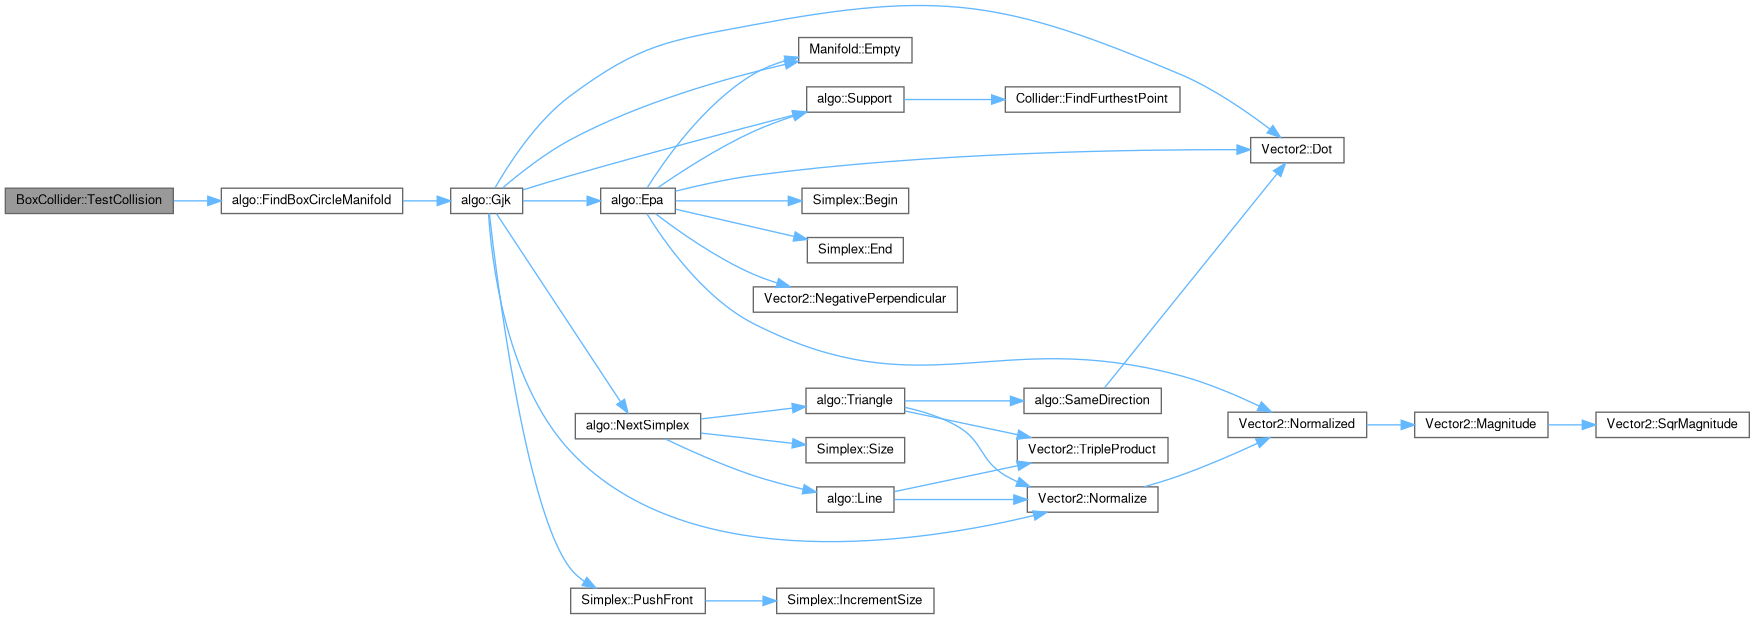 Manifold::Empty
algo::Support
Collider::FindFurthestPoint
Vector2::Dot
BoxCollider::TestCollision
algo::FindBoxCircleManifold
algo::Gjk
algo::Epa
Simplex::Begin
Simplex::End
Vector2::NegativePerpendicular
algo::Triangle
algo::SameDirection
algo::NextSimplex
Vector2::Normalized
Vector2::Magnitude
Vector2::SqrMagnitude
Simplex::Size
Vector2::TripleProduct
algo::Line
Vector2::Normalize
Simplex::PushFront
Simplex::IncrementSize